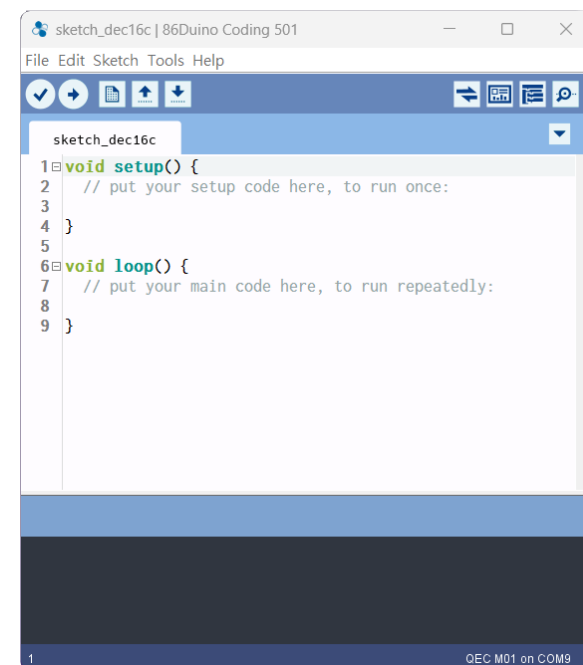 sketch_dec16c | 86Duino Coding 501
File Edit Sketch Tools Help
sketch_dec16c
1 void setup() {
2 // put your setup code here, to run once:
3
4 }
5
6 void loop() {
7 // put your main code here, to run repeatedly:
8
9 }
1 QEC M01 on COM9